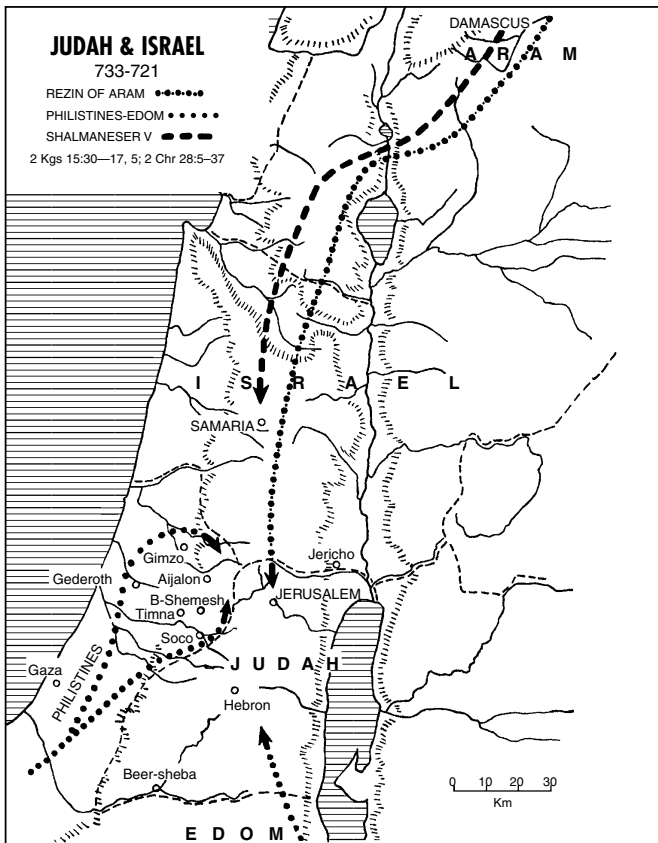 JUDAH & ISRAEL
733-721
REZIN OF ARAM
PHILISTINES-EDOM
SHALMANESER V
2 Kgs 15:30—17, 5; 2 Chr 28:5–37
DAMASCUS
A R A M
I S R A E L
SAMARIA
Gimzo
Jericho
Gederoth
Aijalon
B-Shemesh
JERUSALEM
Timna
Soco
J U D A H
Gaza
PHILISTINES
Hebron
Beer-sheba
0 10 20 30
Km
E D O M